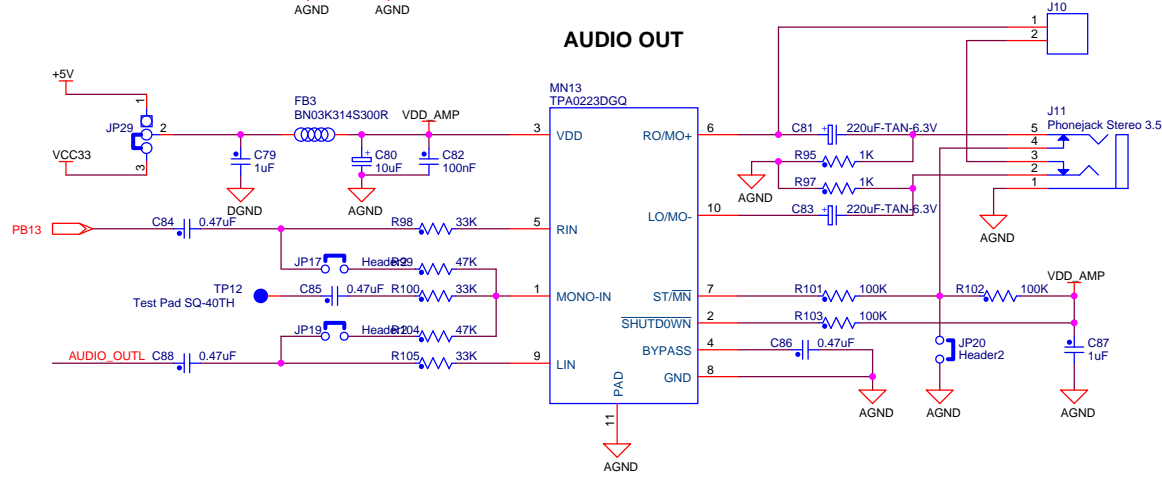 AGND AGND
AUDIO OUT
J10
1
2
+5V
1
JP29
2
VCC33
3
FB3
BN03K314S300R
VDD_AMP
C79
1uF
C80
10uF
C82
100nF
DGND
AGND
MN13
TPA0223DGQ
3 VDD
RO/MO+ 6
C81 220uF-TAN-6.3V
R95 1K
AGND
R97 1K
LO/MO- 10
C83 220uF-TAN-6.3V
J11
Phonejack Stereo 3.5
5
4
3
2
1
AGND
PB13
C84 0.47uF
R98 33K
5 RIN
JP17 Header2
R99 47K
TP12
Test Pad SQ-40TH
C85 0.47uF
R100 33K
1 MONO-IN
JP19 Header2
R104 47K
AUDIO_OUTL
C88 0.47uF
R105 33K
9 LIN
ST/MN 7
R101 100K
R102 100K
VDD_AMP
SHUTD0WN 2
R103 100K
BYPASS 4
C86 0.47uF
GND 8
JP20
Header2
C87
1uF
AGND AGND AGND
PAD
11
AGND